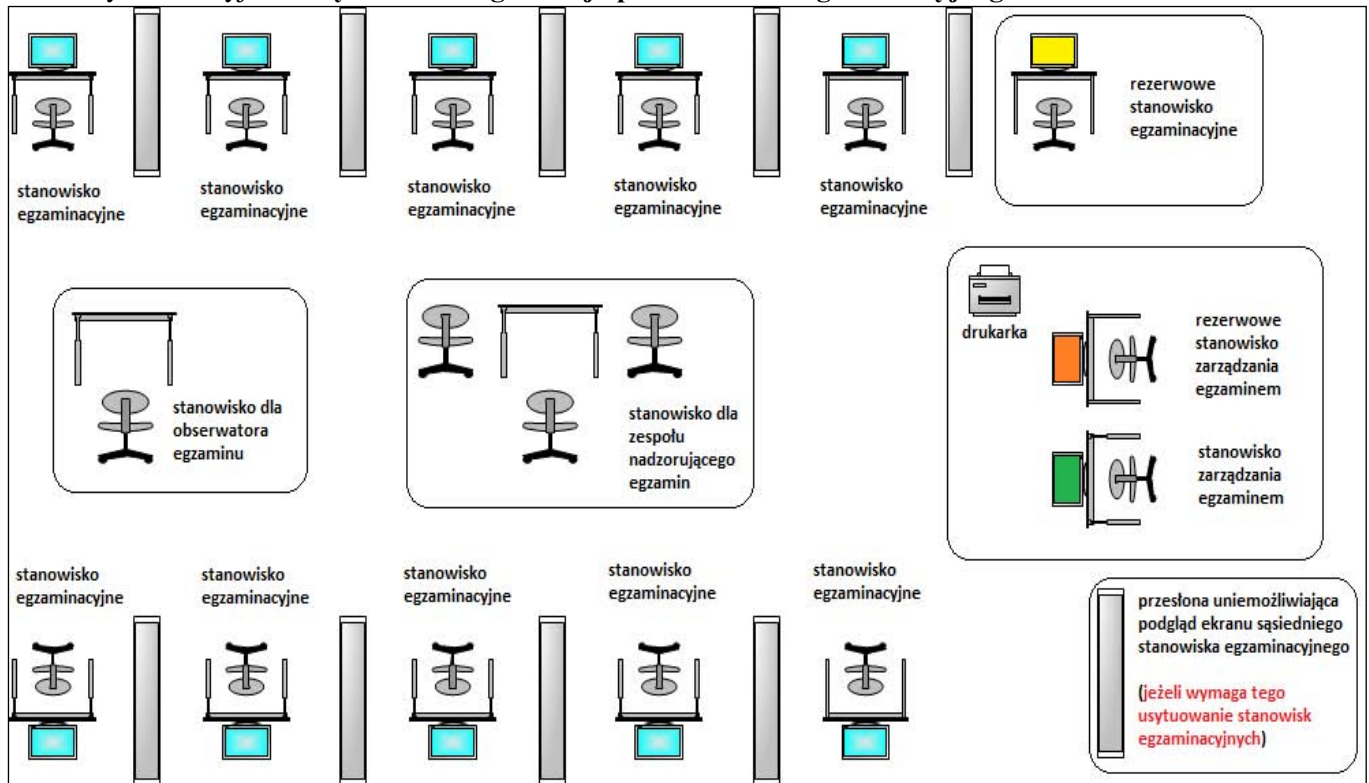 rezerwowe
stanowisko
egzaminacyjne
stanowisko
egzaminacyjne
stanowisko
egzaminacyjne
stanowisko
egzaminacyjne
stanowisko
egzaminacyjne
stanowisko
egzaminacyjne
drukarka
rezerwowe
stanowisko
zarządzania
egzaminem
stanowisko dla
obserwatora
egzaminu
stanowisko dla
zespołu
nadzorującego
egzamin
stanowisko
zarządzania
egzaminem
stanowisko
egzaminacyjne
stanowisko
egzaminacyjne
stanowisko
egzaminacyjne
stanowisko
egzaminacyjne
stanowisko
egzaminacyjne
przesłona uniemożliwiająca
podgląd ekranu sąsiedniego
stanowiska egzaminacyjnego
(jeżeli wymaga tego
usytuowanie stanowisk
egzaminacyjnych)